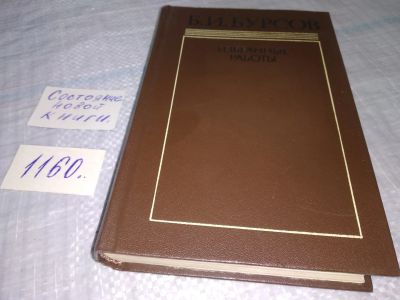 Б.И. БУРСОВ
ИЗБРАННЫЕ
РАБОТЫ
Состояние
новой
книги.
1160..